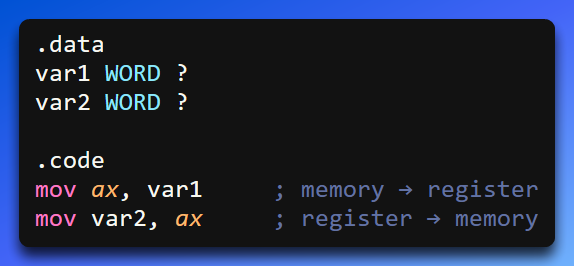 .data
var1 WORD ?
var2 WORD ?

.code
mov ax, var1     ; memory → register
mov var2, ax     ; register → memory